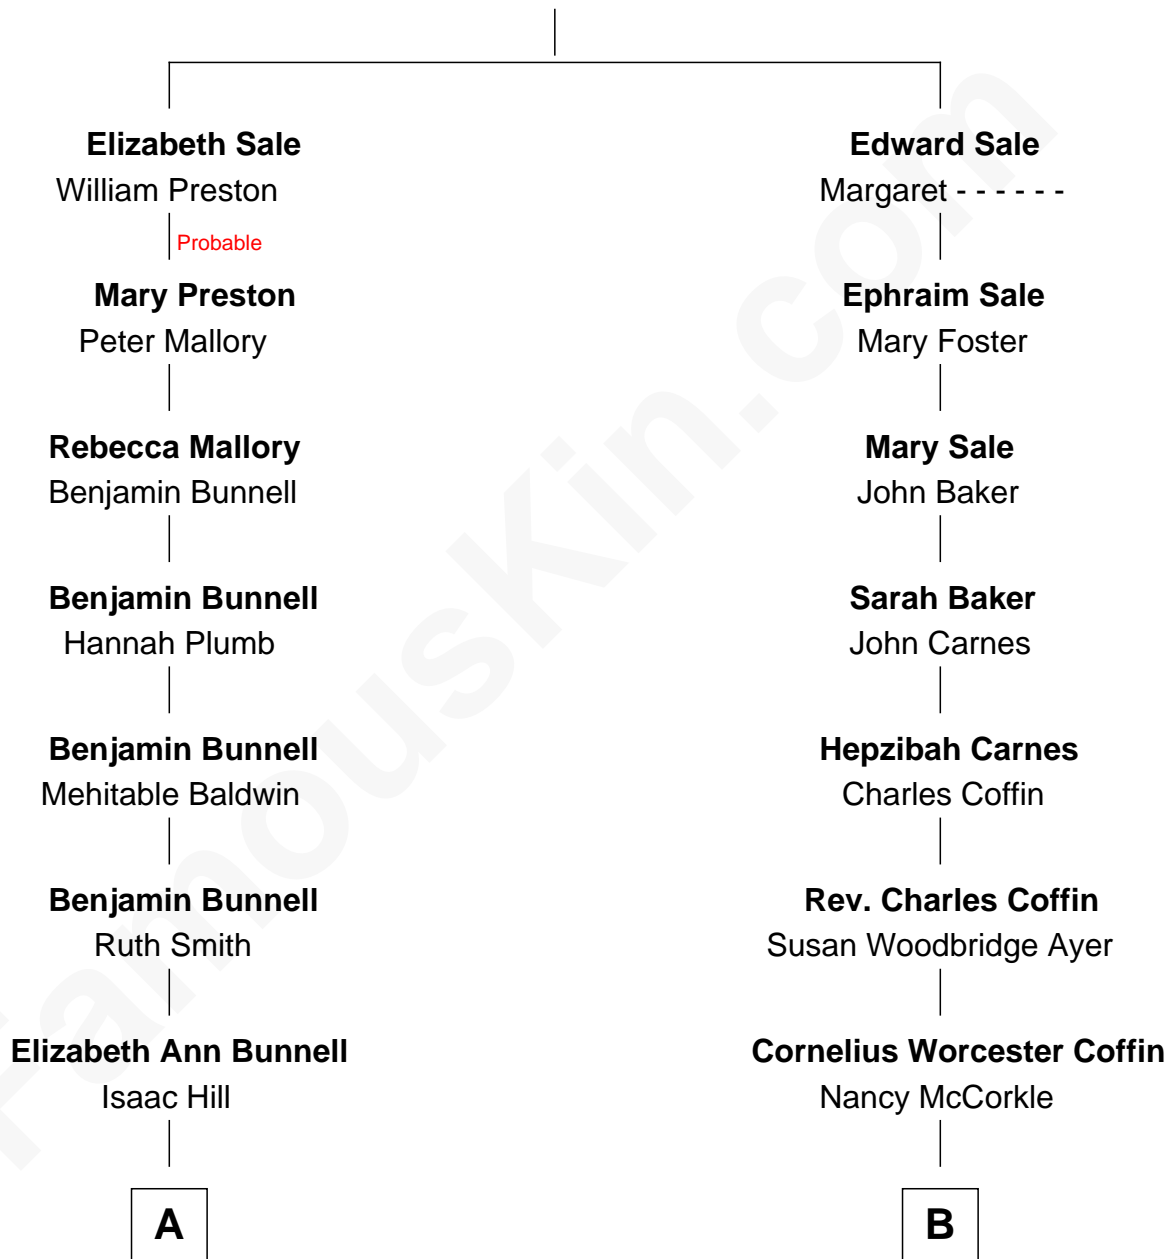 Elizabeth Sale
William Preston
Probable
Mary Preston
Peter Mallory
Rebecca Mallory
Benjamin Bunnell
Benjamin Bunnell
Hannah Plumb
Benjamin Bunnell
Mehitable Baldwin
Benjamin Bunnell
Ruth Smith
Elizabeth Ann Bunnell
Isaac Hill
A
Edward Sale
Margaret - - - - - -
Ephraim Sale
Mary Foster
Mary Sale
John Baker
Sarah Baker
John Carnes
Hepzibah Carnes
Charles Coffin
Rev. Charles Coffin
Susan Woodbridge Ayer
Cornelius Worcester Coffin
Nancy McCorkle
B
FamousKin.com